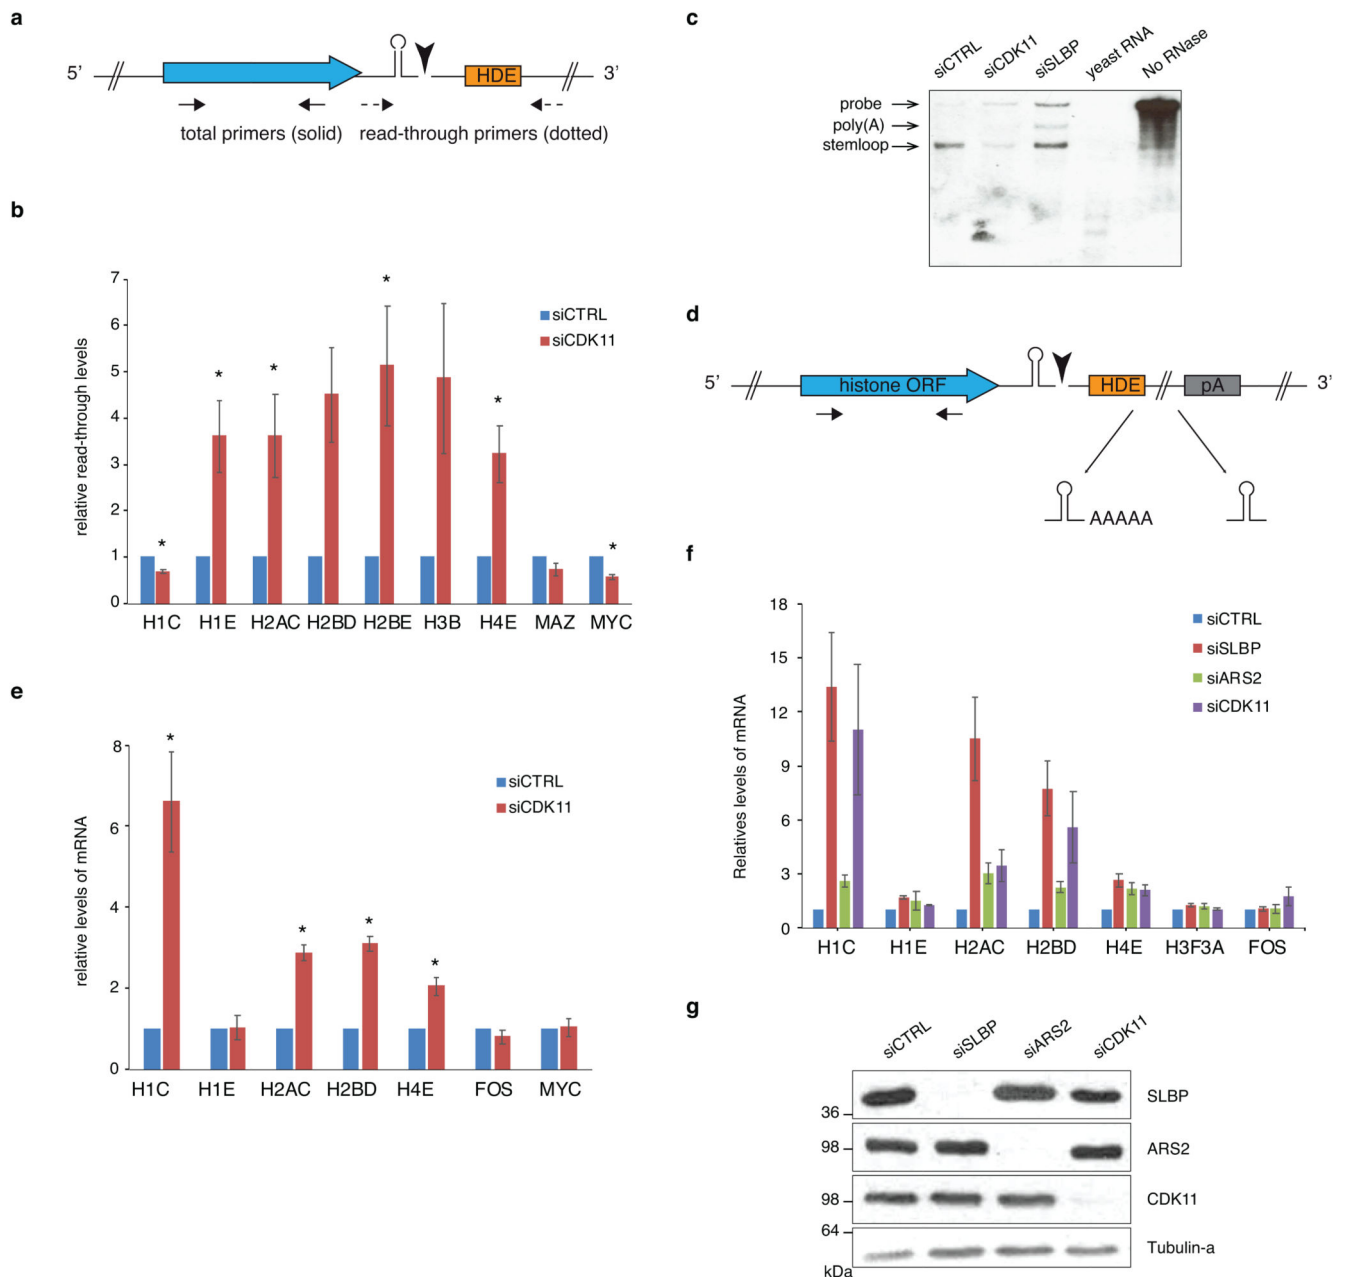 a
5’ HDE 3’
total primers (solid) read-through primers (dotted)
b
relative read-through levels
7
6
5
4
3
2
1
0
siCTRL
siCDK11
* * * * * *
H1C H1E H2AC H2BD H2BE H3B H4E MAZ MYC
c
siCTRL siCDK11 siSLBP yeast RNA No RNase
probe
poly(A)
stemloop
d
5’ histone ORF HDE pA 3’
AAAAA
e
relative levels of mRNA
8
6
4
2
0
siCTRL
siCDK11
* * * *
H1C H1E H2AC H2BD H4E FOS MYC
f
Relatives levels of mRNA
18
15
12
9
6
3
0
siCTRL
siSLBP
siARS2
siCDK11
H1C H1E H2AC H2BD H4E H3F3A FOS
g
siCTRL siSLBP siARS2 siCDK11
36 SLBP
98 ARS2
98 CDK11
64
Tubulin-a
kDa